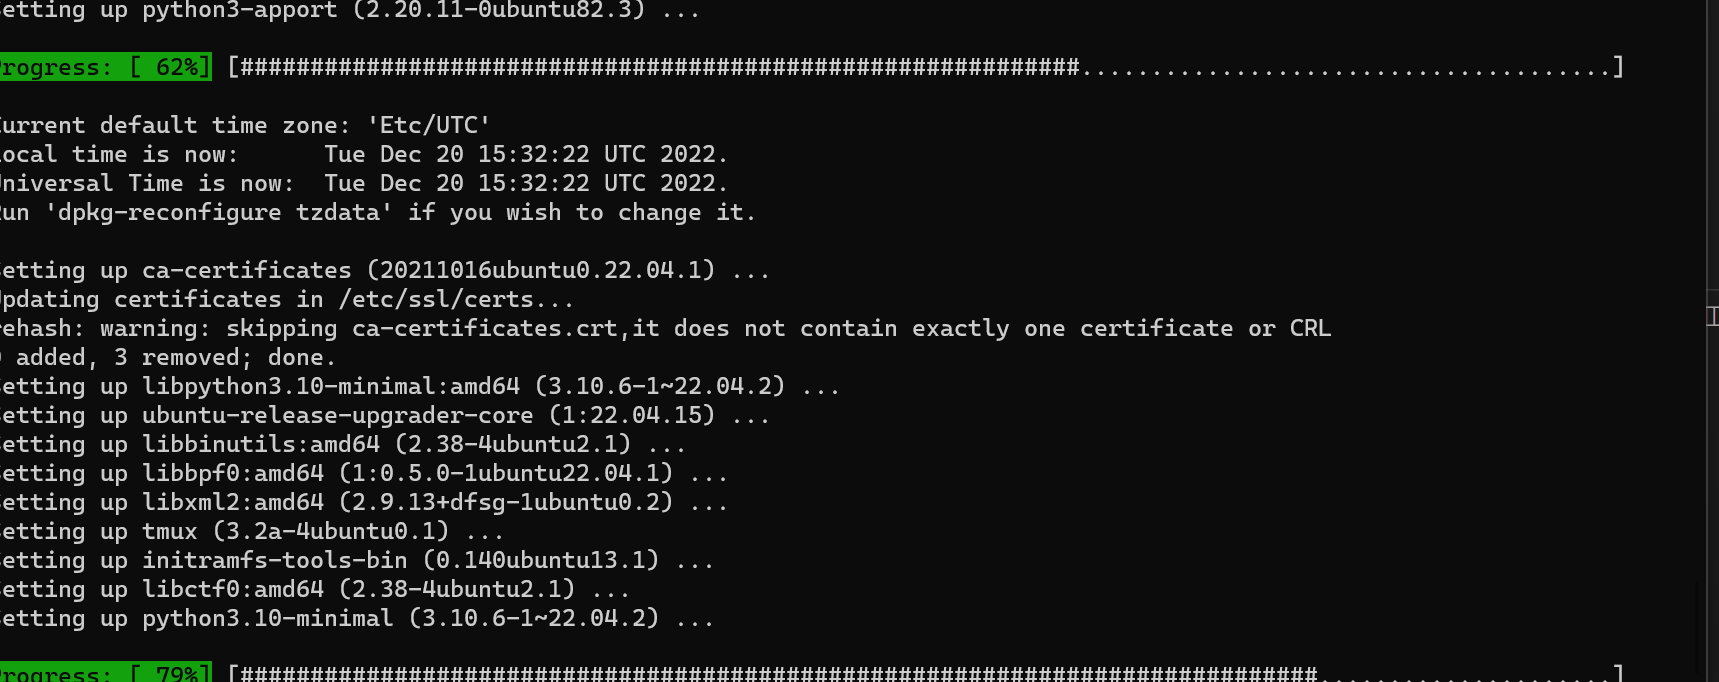 etting up python3-apport (2.20.11-0ubuntu82.3) ...
rogress: [ 62%] [############################################################......................................]
urrent default time zone: 'Etc/UTC'
ocal time is now:      Tue Dec 20 15:32:22 UTC 2022.
niversal Time is now:  Tue Dec 20 15:32:22 UTC 2022.
un 'dpkg-reconfigure tzdata' if you wish to change it.
etting up ca-certificates (20211016ubuntu0.22.04.1) ...
pdating certificates in /etc/ssl/certs...
rehash: warning: skipping ca-certificates.crt,it does not contain exactly one certificate or CRL
0 added, 3 removed; done.
etting up libpython3.10-minimal:amd64 (3.10.6-1~22.04.2) ...
etting up ubuntu-release-upgrader-core (1:22.04.15) ...
etting up libbinutils:amd64 (2.38-4ubuntu2.1) ...
etting up libbpf0:amd64 (1:0.5.0-1ubuntu22.04.1) ...
etting up libxml2:amd64 (2.9.13+dfsg-1ubuntu0.2) ...
etting up tmux (3.2a-4ubuntu0.1) ...
etting up initramfs-tools-bin (0.140ubuntu13.1) ...
etting up libctf0:amd64 (2.38-4ubuntu2.1) ...
etting up python3.10-minimal (3.10.6-1~22.04.2) ...
rogress: [ 79%] [#############################################################################.....................]